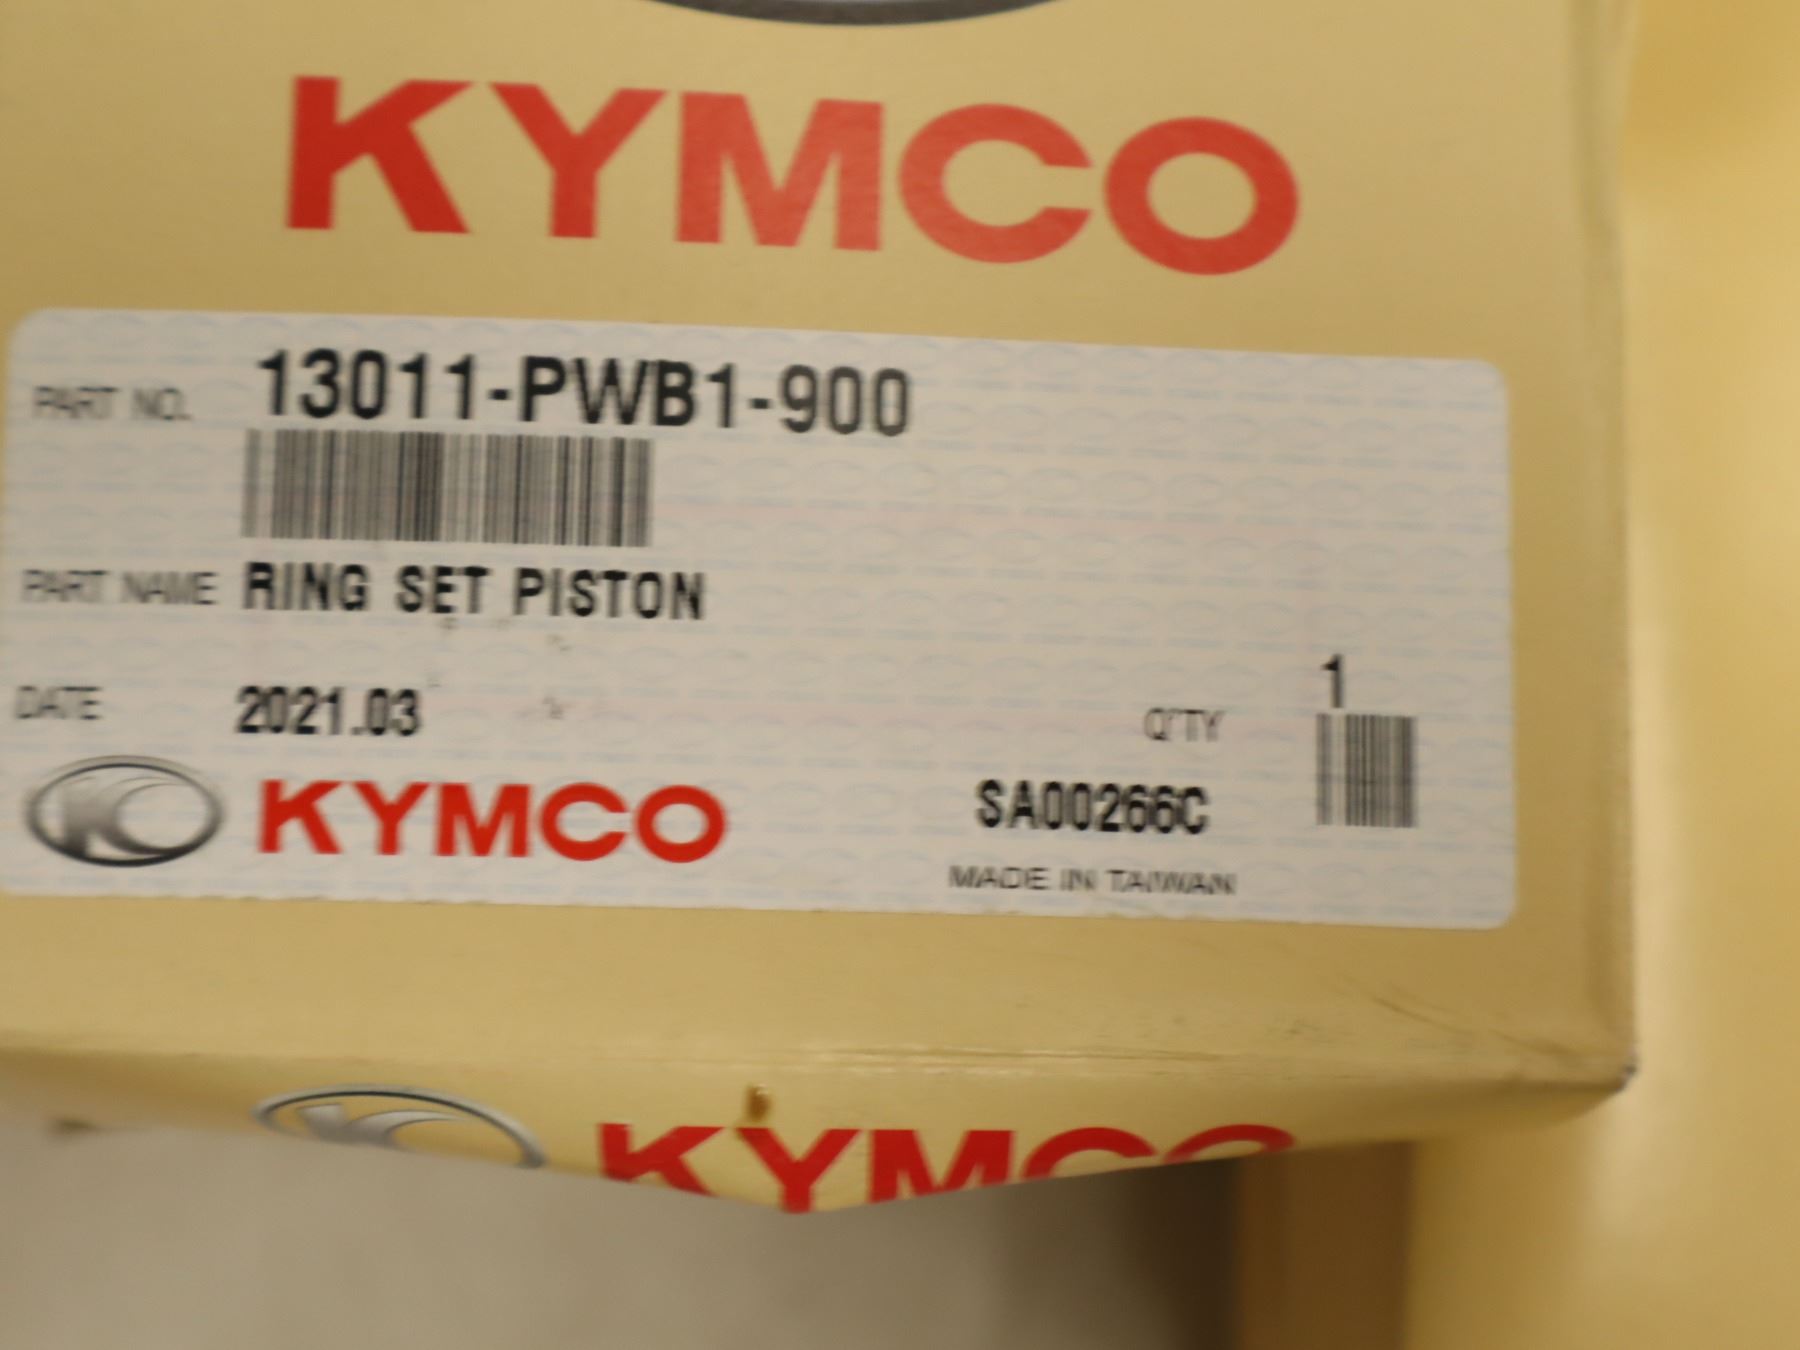 KYMCO
PART NO. 13011-PWB1-900
PART NAME RING SET PISTON
DATE 2021.03 Q'TY 1
KYMCO SA00266C
MADE IN TAIWAN
KYMCO